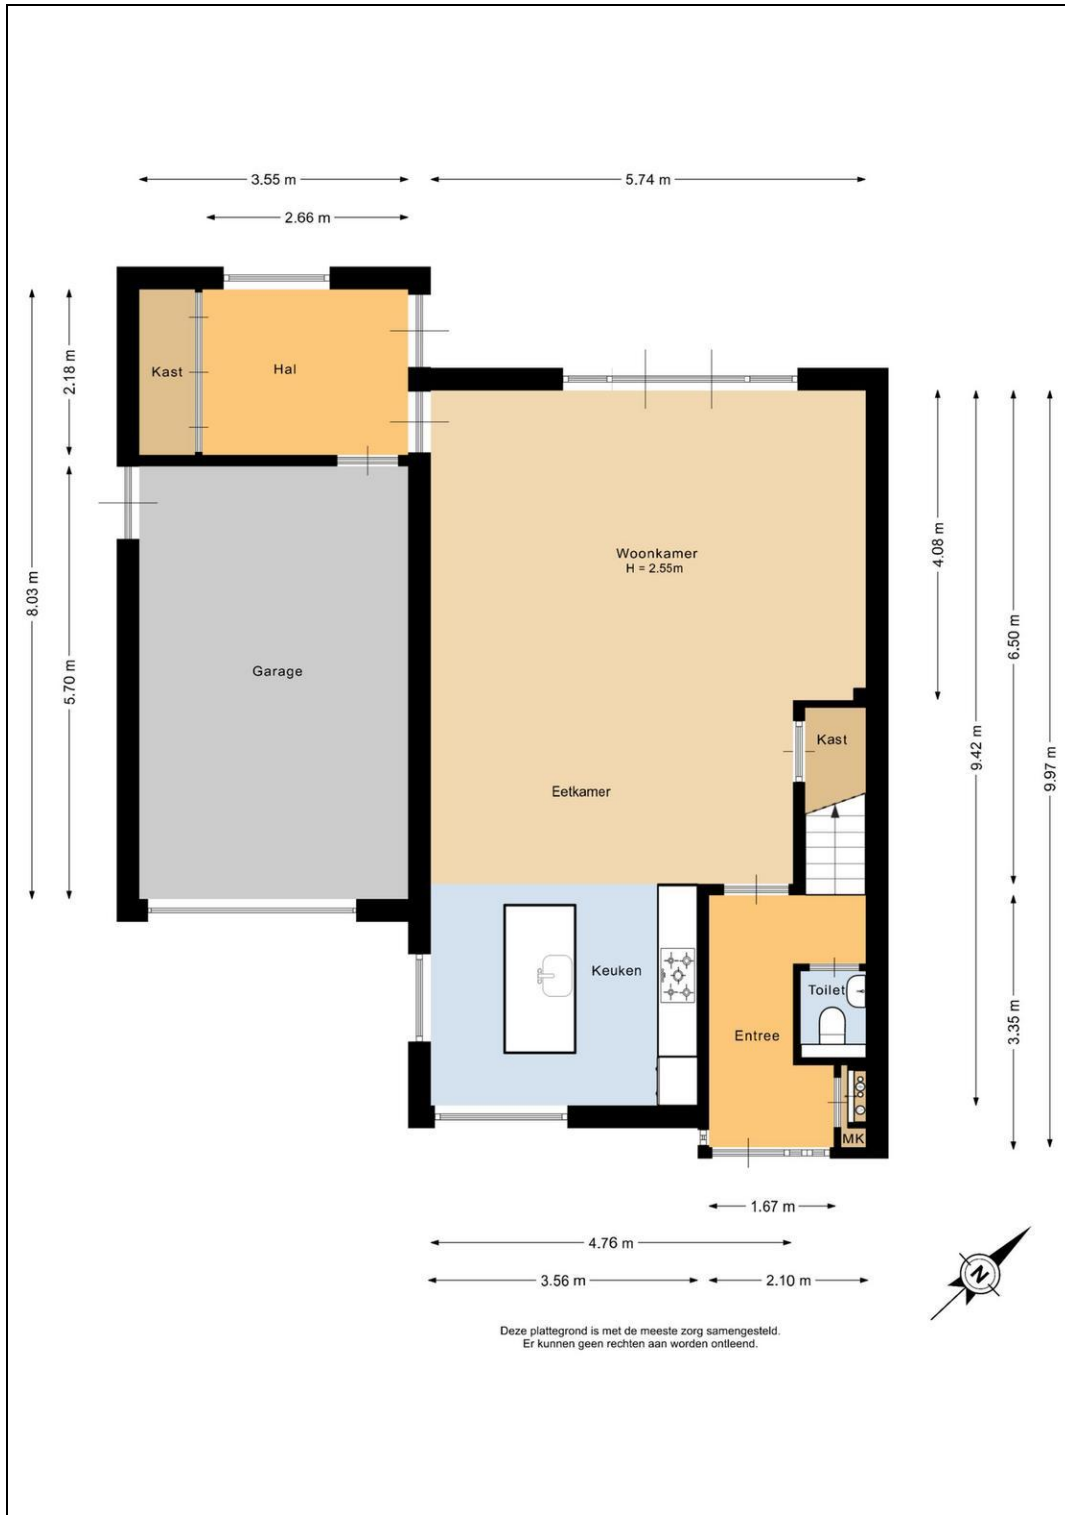 3.55 m
5.74 m
2.66 m
Kast
Hal
2.18 m
Woonkamer
H = 2.55m
4.08 m
8.03 m
6.50 m
5.70 m
Garage
9.42 m
Kast
9.97 m
Eetkamer
Keuken
Toilet
Entree
3.35 m
MK
1.67 m
4.76 m
3.56 m
2.10 m
N
Deze plattegrond is met de meeste zorg samengesteld.
Er kunnen geen rechten aan worden ontleend.